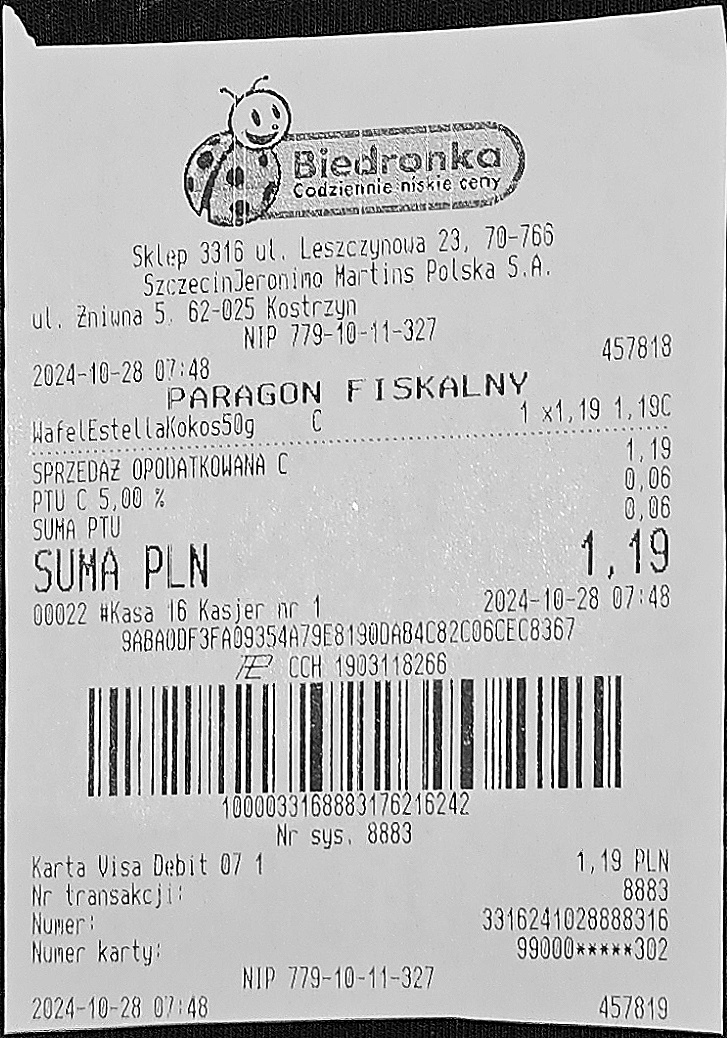 Biedronka
Codziennie niskie ceny
Sklep 3316 ul. Leszczynowa 23, 70-766
SzczecinJeronimo Martins Polska S.A.
ul. Żniwna 5, 62-025 Kostrzyn
NIP 779-10-11-327
2024-10-28 07:48 457818
PARAGON FISKALNY
WafelEstellaKokos50g C 1 x1,19 1,19C
SPRZEDAŻ OPODATKOWANA C 1,19
PTU C 5,00 % 0,06
SUMA PTU 0,06
SUMA PLN 1,19
00022 #Kasa 16 Kasjer nr 1 2024-10-28 07:48
9ABA0DF3FA09354A79E8190DAB4C82C06CEC8367
CCH 1903118266
1000033168883176216242
Nr sys. 8883
Karta Visa Debit 07 1 1,19 PLN
Nr transakcji: 8883
Numer: 3316241028888316
Numer karty: 99000*****302
NIP 779-10-11-327
2024-10-28 07:48 457819